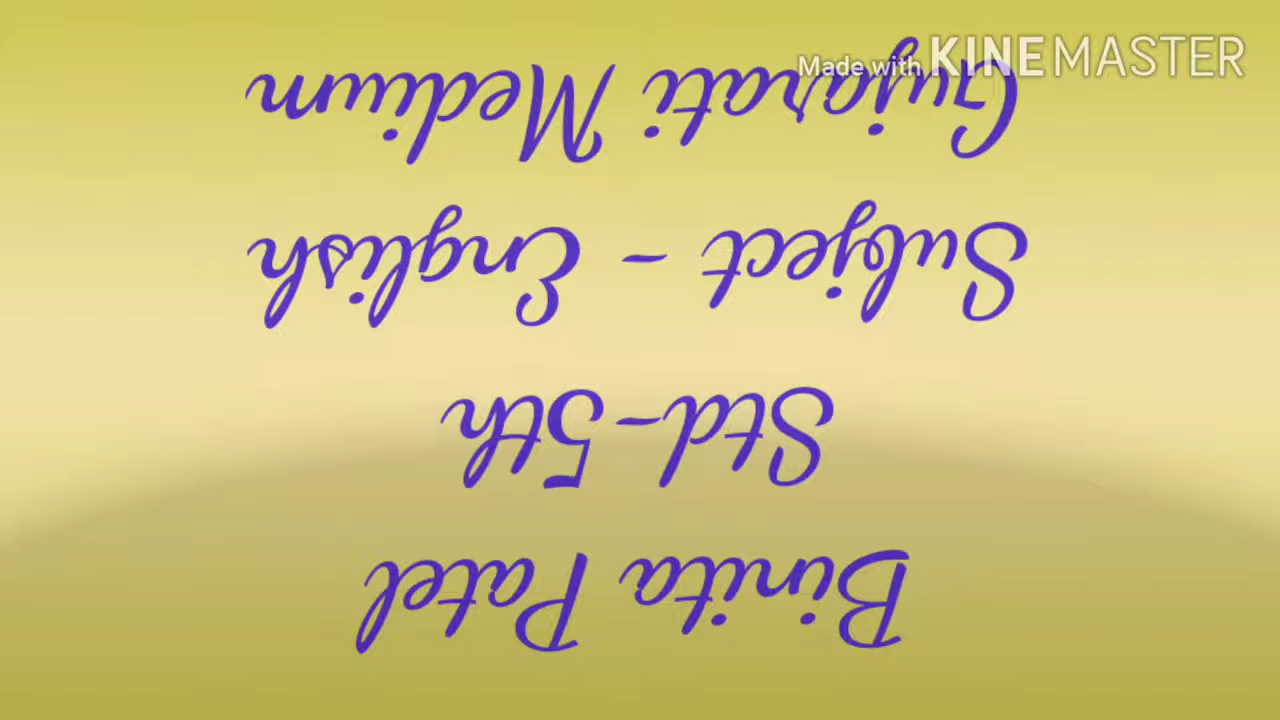 Made with KINEMASTER
Binita Patel
Std-5th
Subject - English
Gujarati Medium